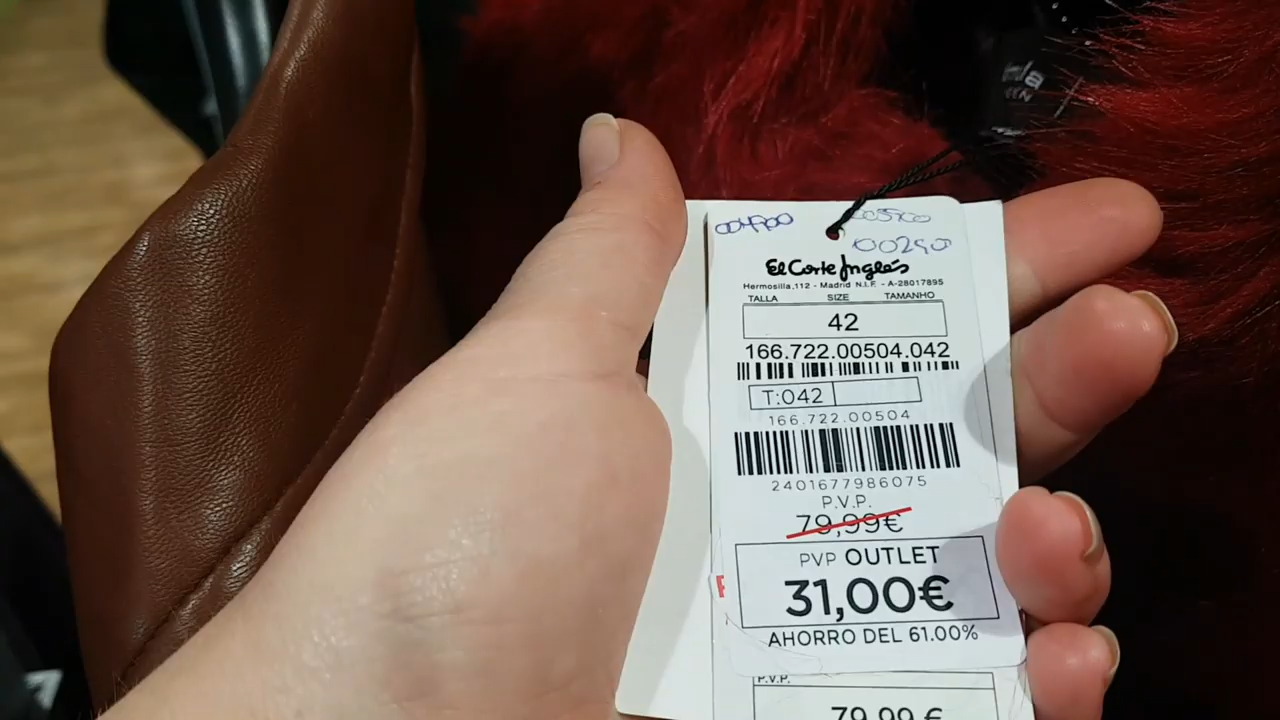 00290
El Corte Inglés
Hermosilla,112 - Madrid N.I.F. - A-28017895
TALLA SIZE TAMANHO
42
166.722.00504.042
T:042
166.722.00504
2401677986075
P.V.P.
79,99€
PVP OUTLET
31,00€
AHORRO DEL 61.00%
P.V.P.
79,99 €